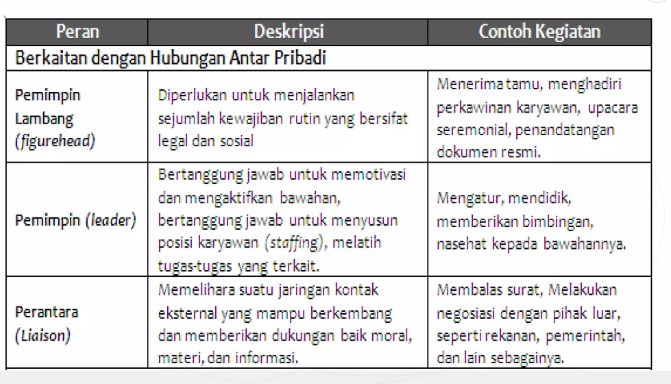 Peran Deskripsi Contoh Kegiatan
Berkaitan dengan Hubungan Antar Pribadi
Pemimpin
Lambang
(figurehead)
Diperlukan untuk menjalankan
sejumlah kewajiban rutin yang bersifat
legal dan sosial
Menerima tamu, menghadiri
perkawinan karyawan, upacara
seremonial, penandatangan
dokumen resmi.
Pemimpin (leader)
Bertanggung jawab untuk memotivasi
dan mengaktifkan bawahan,
bertanggung jawab untuk menyusun
posisi karyawan (staffing), melatih
tugas-tugas yang terkait.
Mengatur, mendidik,
memberikan bimbingan,
nasehat kepada bawahannya.
Perantara
(Liaison)
Memelihara suatu jaringan kontak
eksternal yang mampu berkembang
dan memberikan dukungan baik moral,
materi, dan informasi.
Membalas surat, Melakukan
negosiasi dengan pihak luar,
seperti rekanan, pemerintah,
dan lain sebagainya.